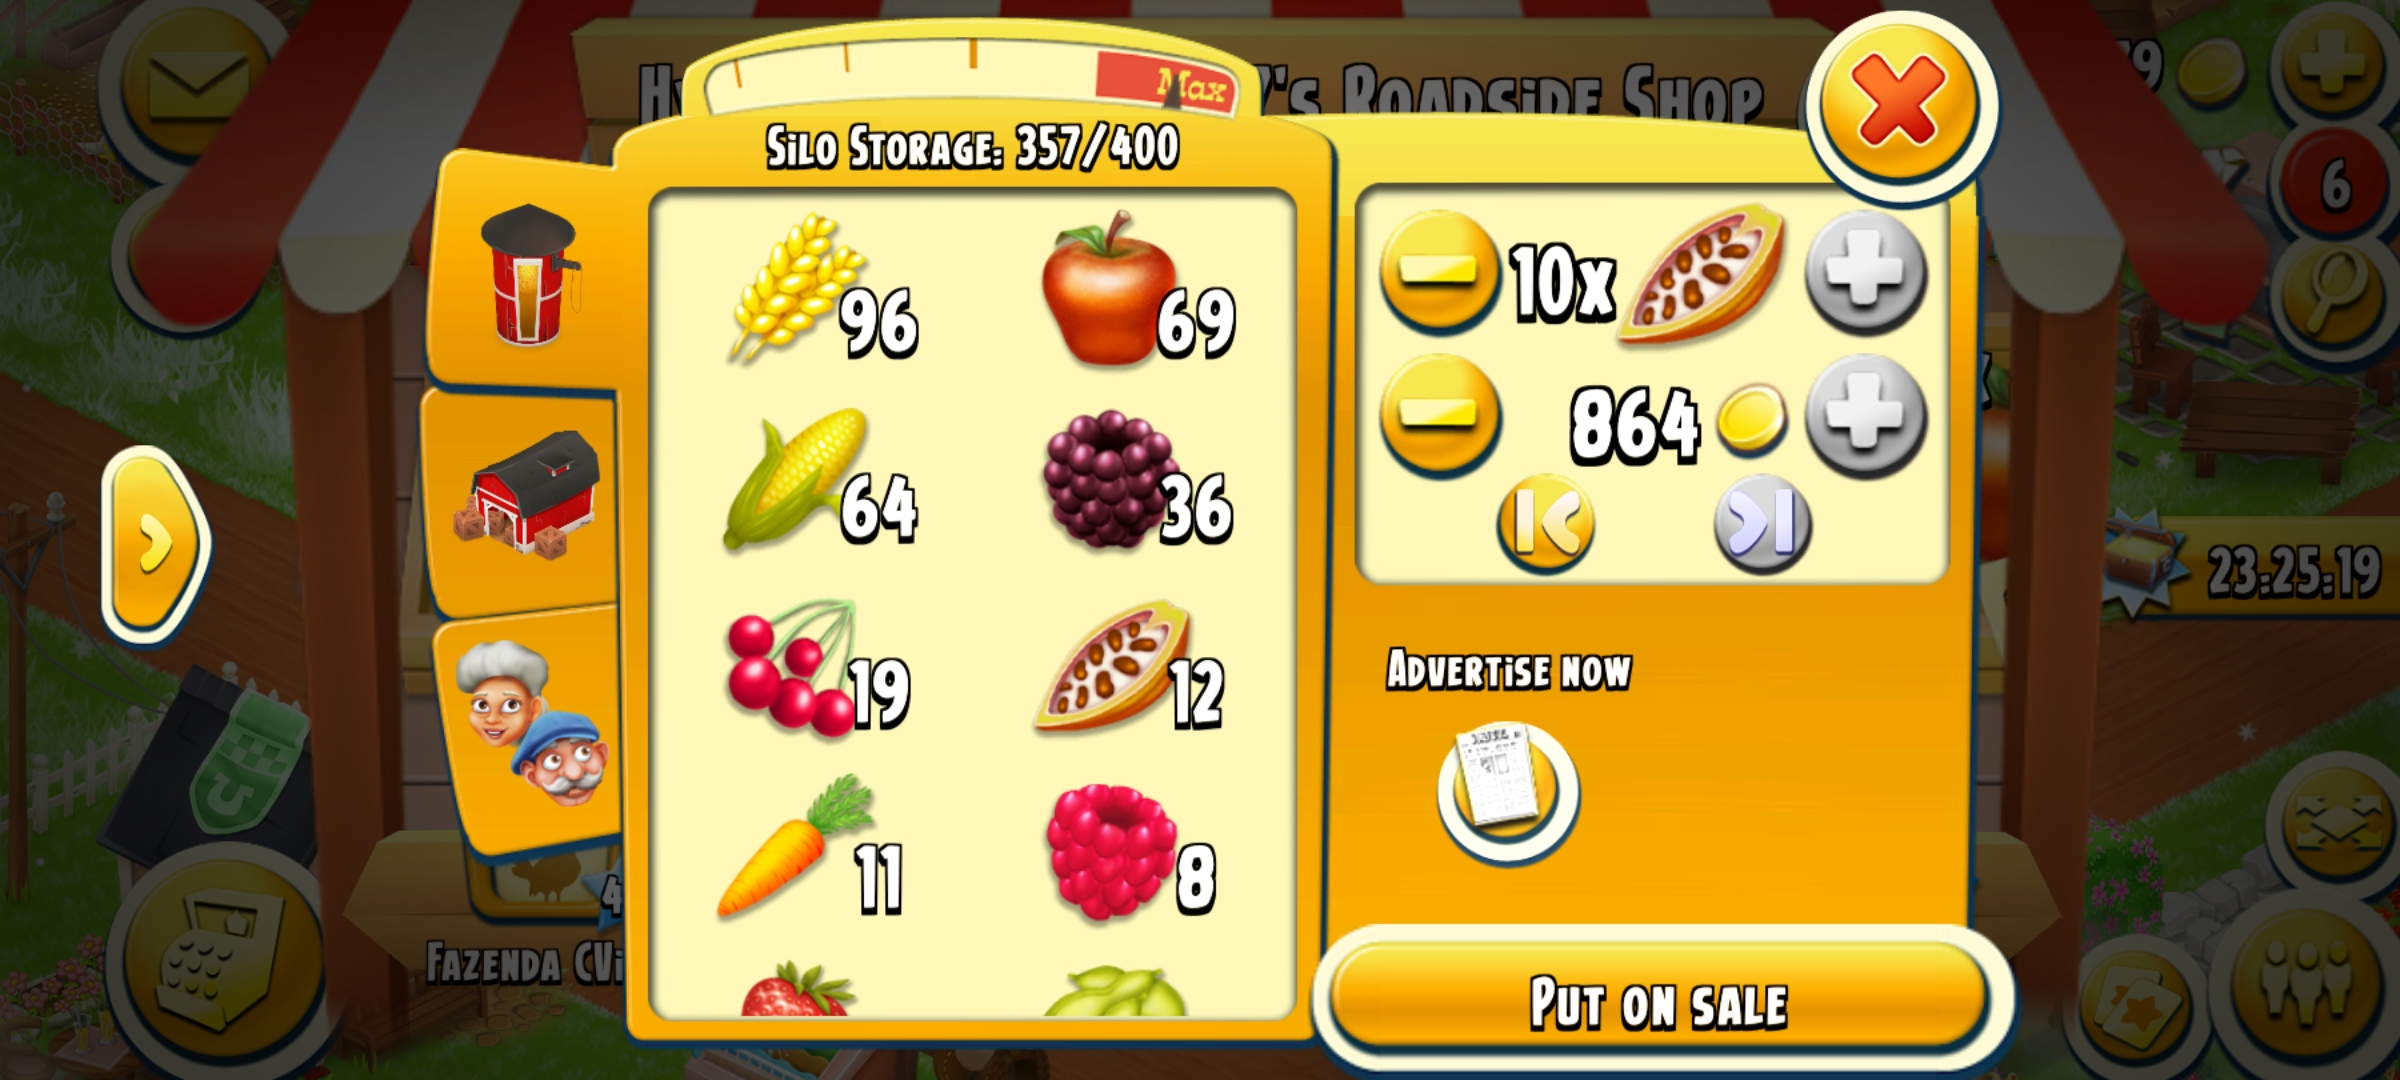 's Roadside Shop
Max
Silo Storage: 357/400
6
96
69
10x
864
64
36
23:25:19
19
12
Advertise now
11
8
Fazenda CVi
Put on sale